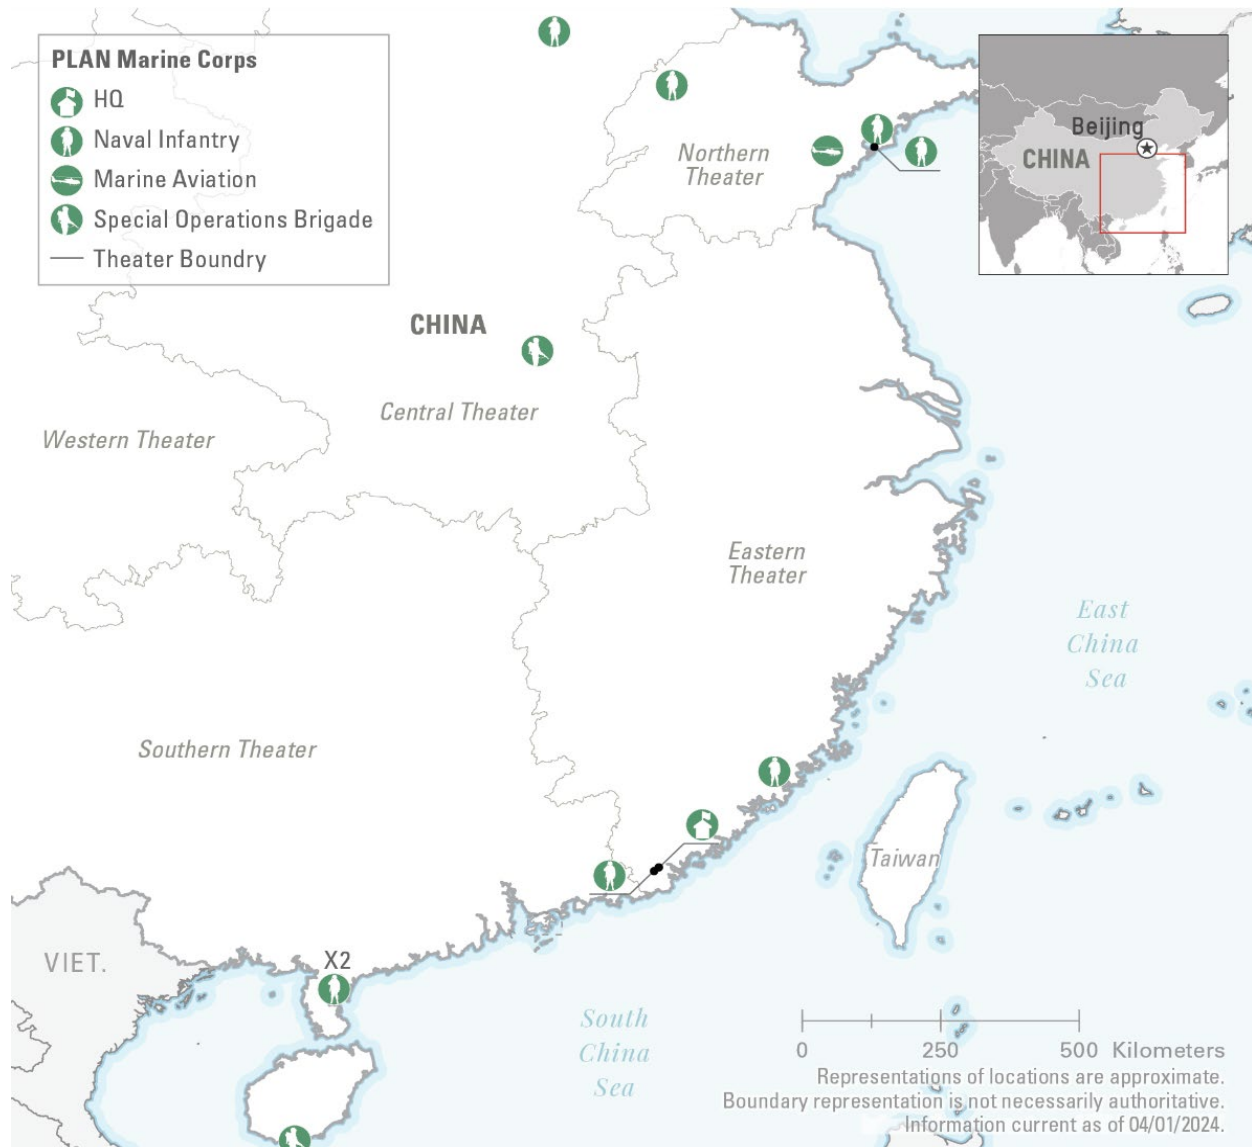 PLAN Marine Corps
HQ
Naval Infantry
Marine Aviation
Special Operations Brigade
Theater Boundry
Beijing
CHINA
Northern
Theater
CHINA
Central Theater
Western Theater
Eastern
Theater
East
China
Sea
Southern Theater
Taiwan
VIET.
X2
South
China
Sea
0 250 500 Kilometers
Representations of locations are approximate.
Boundary representation is not necessarily authoritative.
Information current as of 04/01/2024.